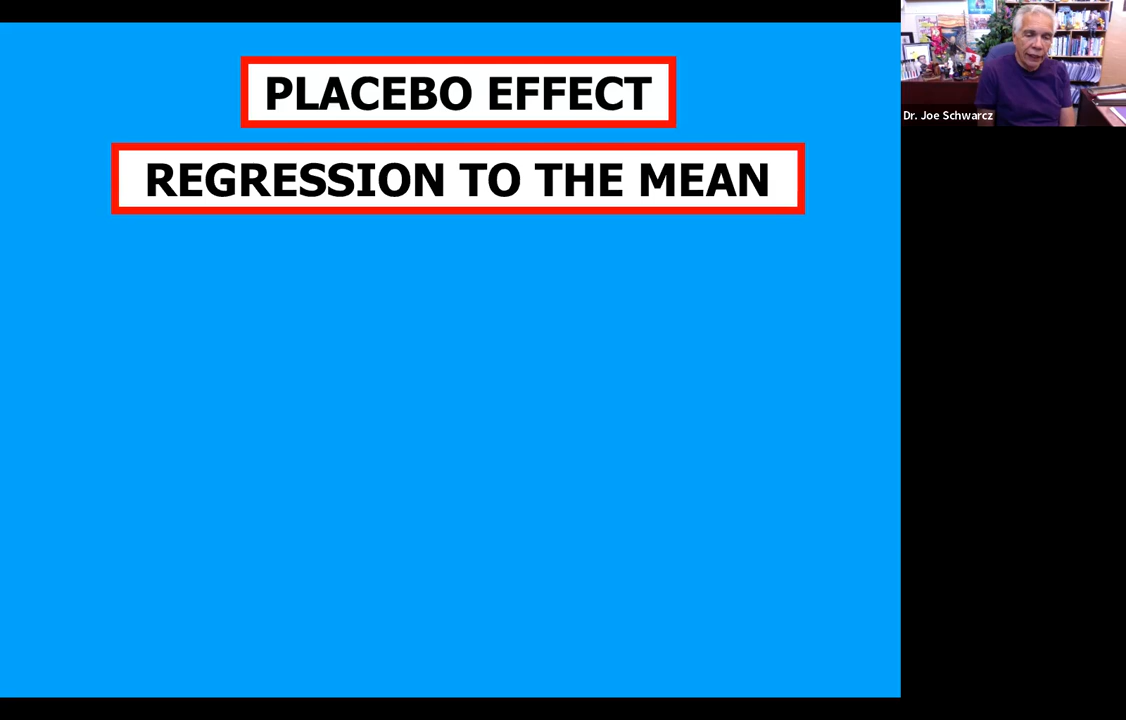 PLACEBO EFFECT
REGRESSION TO THE MEAN
Dr. Joe Schwarcz